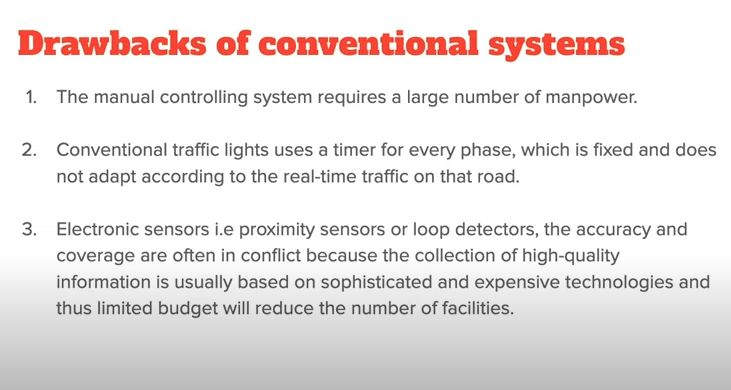 Drawbacks of conventional systems
1. The manual controlling system requires a large number of manpower.
2. Conventional traffic lights uses a timer for every phase, which is fixed and does
not adapt according to the real-time traffic on that road.
3. Electronic sensors i.e proximity sensors or loop detectors, the accuracy and
coverage are often in conflict because the collection of high-quality
information is usually based on sophisticated and expensive technologies and
thus limited budget will reduce the number of facilities.